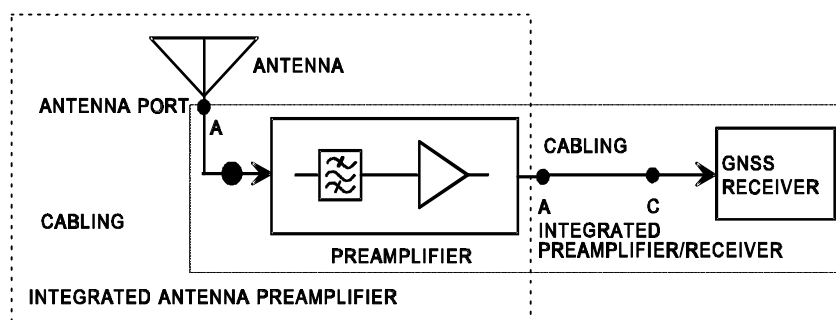 ANTENNA
ANTENNA PORT
A
CABLING
GNSS
RECEIVER
A
C
CABLING
INTEGRATED
PREAMPLIFIER/RECEIVER
PREAMPLIFIER
INTEGRATED ANTENNA PREAMPLIFIER